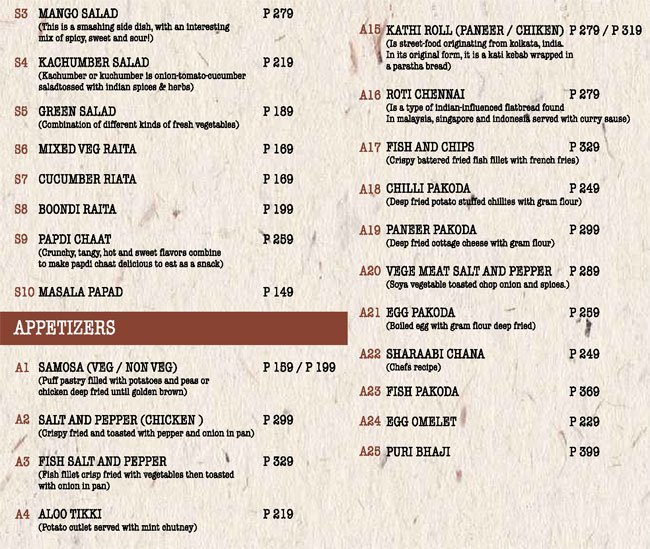 S3 MANGO SALAD P 279
(This is a smashing side dish, with an interesting
mix of spicy, sweet and sour!)
S4 KACHUMBER SALAD P 219
(Kachumber or kuchumber is onion-tomato-cucumber
saladtossed with indian spices & herbs)
S5 GREEN SALAD P 189
(Combination of different kinds of fresh vegetables)
S6 MIXED VEG RAITA P 169
S7 CUCUMBER RIATA P 169
S8 BOONDI RAITA P 199
S9 PAPDI CHAAT P 259
(Crunchy, tangy, hot and sweet flavors combine
to make papdi chaat delicious to eat as a snack)
S10 MASALA PAPAD P 149
APPETIZERS
A1 SAMOSA (VEG / NON VEG) P 159 / P 199
(Puff pastry filled with potatoes and peas or
chicken deep fried until golden brown)
A2 SALT AND PEPPER (CHICKEN ) P 299
(Crispy fried and toasted with pepper and onion in pan)
A3 FISH SALT AND PEPPER P 329
(Fish fillet crisp fried with vegetables then toasted
with onion in pan)
A4 ALOO TIKKI P 219
(Potato cutlet served with mint chutney)
A15 KATHI ROLL (PANEER / CHIKEN) P 279 / P 319
(Is street-food originating from kolkata, india.
In its original form, it is a kati kebab wrapped in
a paratha bread)
A16 ROTI CHENNAI P 279
(Is a type of indian-influenced flatbread found
In malaysia, singapore and indonesia served with curry sause)
A17 FISH AND CHIPS P 329
(Crispy battered fried fish fillet with french fries)
A18 CHILLI PAKODA P 249
(Deep fried potato stuffed chillies with gram flour)
A19 PANEER PAKODA P 299
(Deep fried cottage cheese with gram flour)
A20 VEGE MEAT SALT AND PEPPER P 289
(Soya vegetable toasted chop onion and spices.)
A21 EGG PAKODA P 259
(Boiled egg with gram flour deep fried)
A22 SHARAABI CHANA P 249
(Chefs recipe)
A23 FISH PAKODA P 369
A24 EGG OMELET P 229
A25 PURI BHAJI P 399